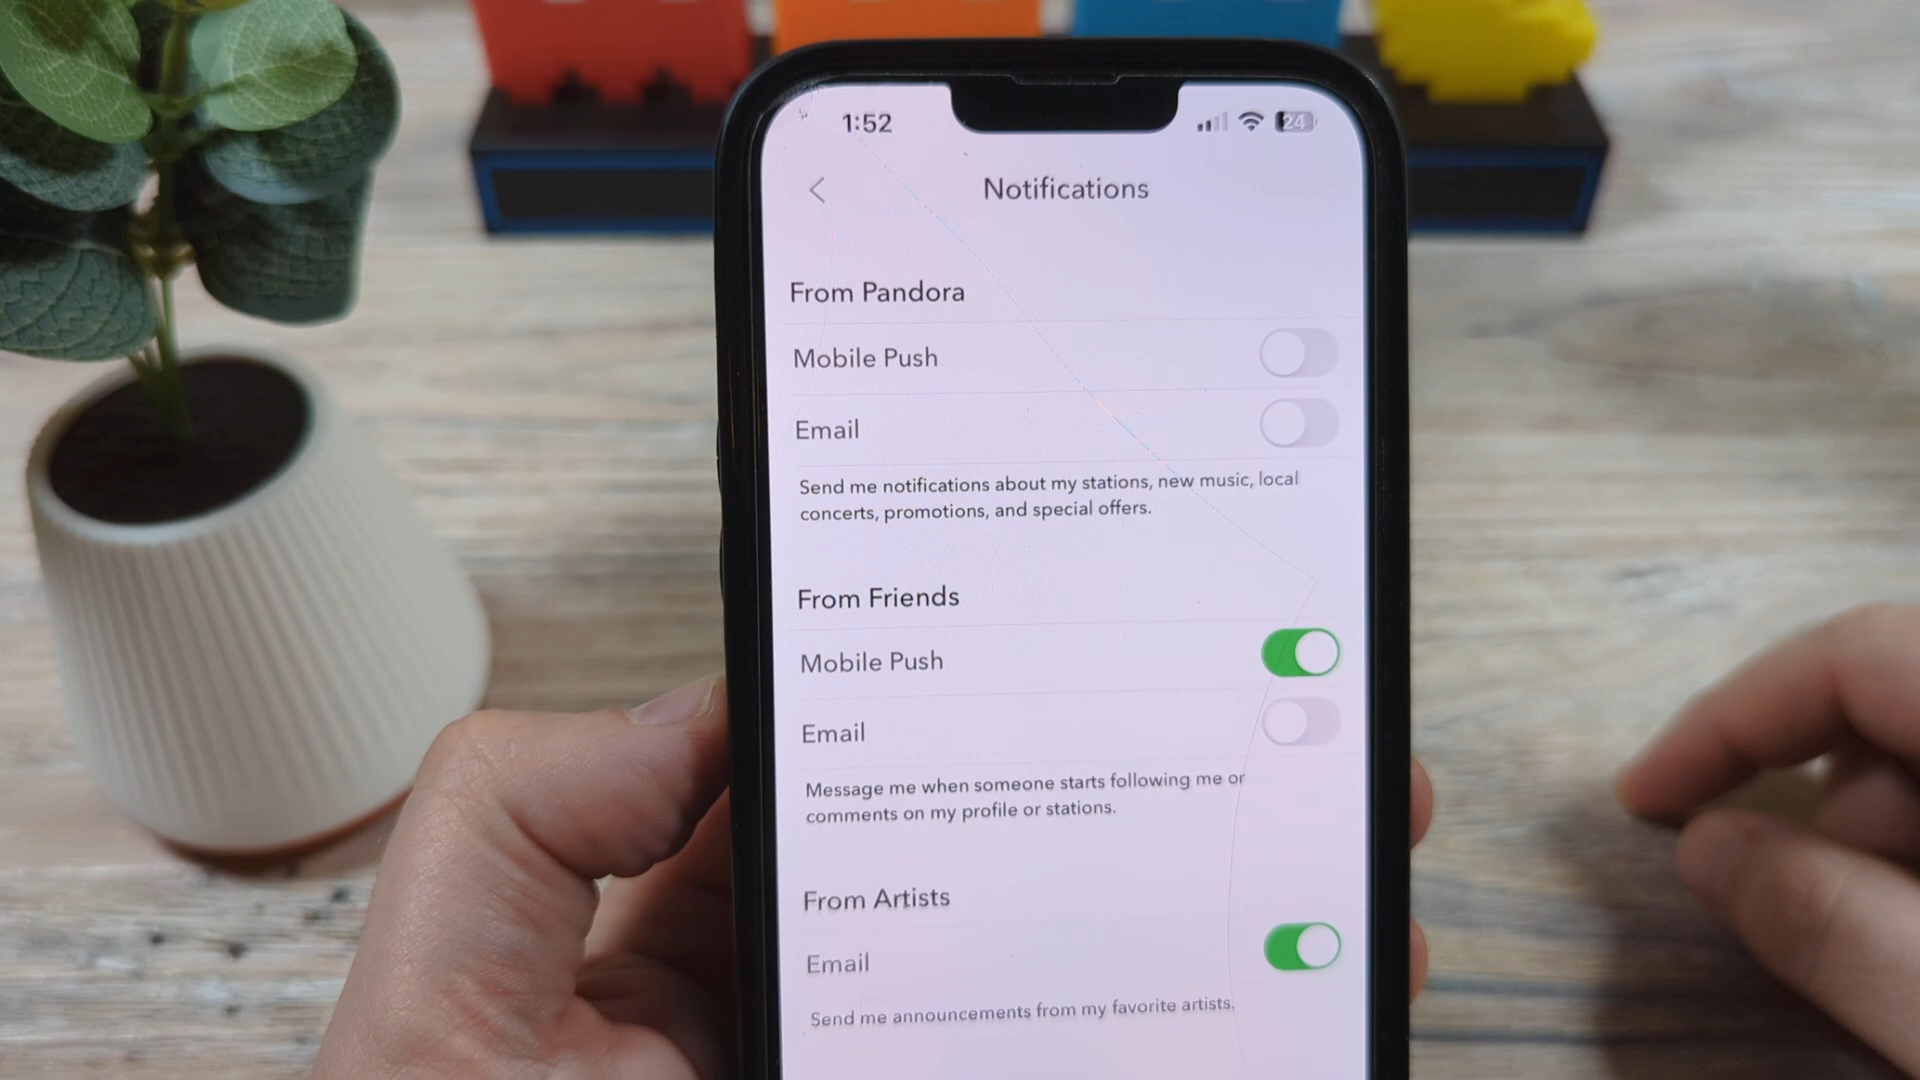 1:52
24
Notifications
From Pandora
Mobile Push
Email
Send me notifications about my stations, new music, local
concerts, promotions, and special offers.
From Friends
Mobile Push
Email
Message me when someone starts following me or
comments on my profile or stations.
From Artists
Email
Send me announcements from my favorite artists.